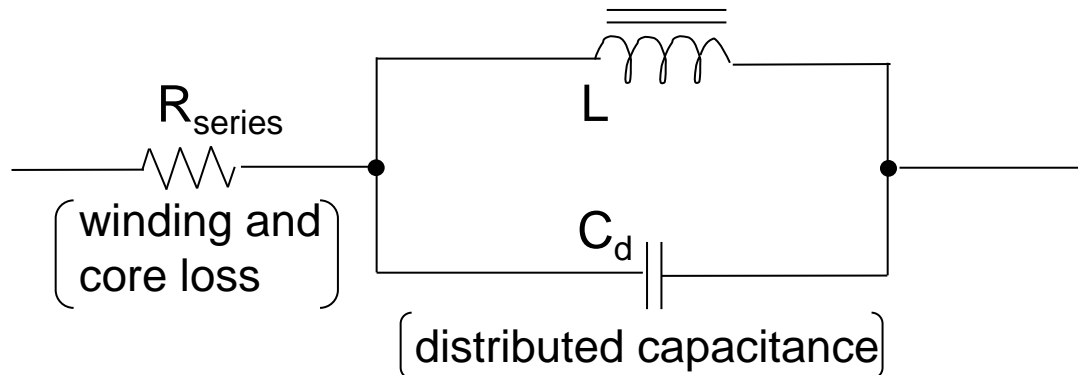 L
R_series
winding and
core loss
C_d
distributed capacitance